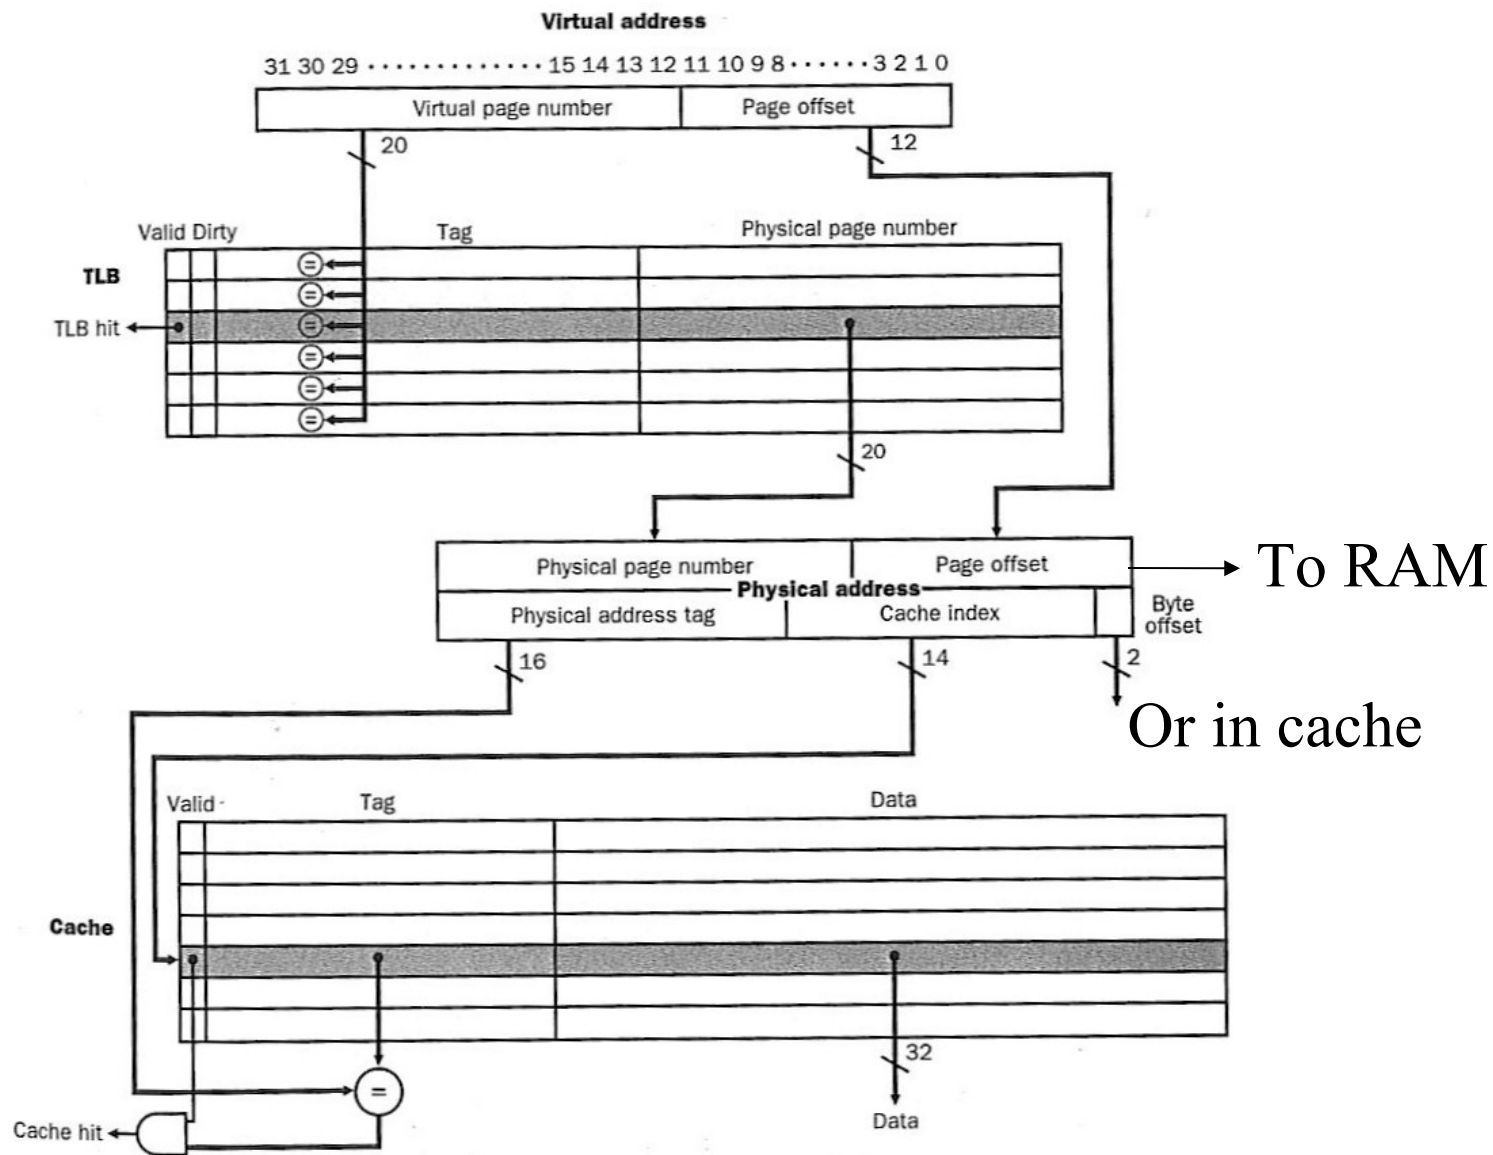 Virtual address
31 30 29 ············· 15 14 13 12 11 10 9 8 ······ 3 2 1 0
Virtual page number Page offset
20 12
Valid Dirty Tag Physical page number
TLB
=
=
TLB hit =
=
=
=
20
Physical page number Page offset To RAM
Physical address
Physical address tag Cache index Byte
offset
16 14 2
Or in cache
Valid Tag Data
Cache
32
=
Data
Cache hit